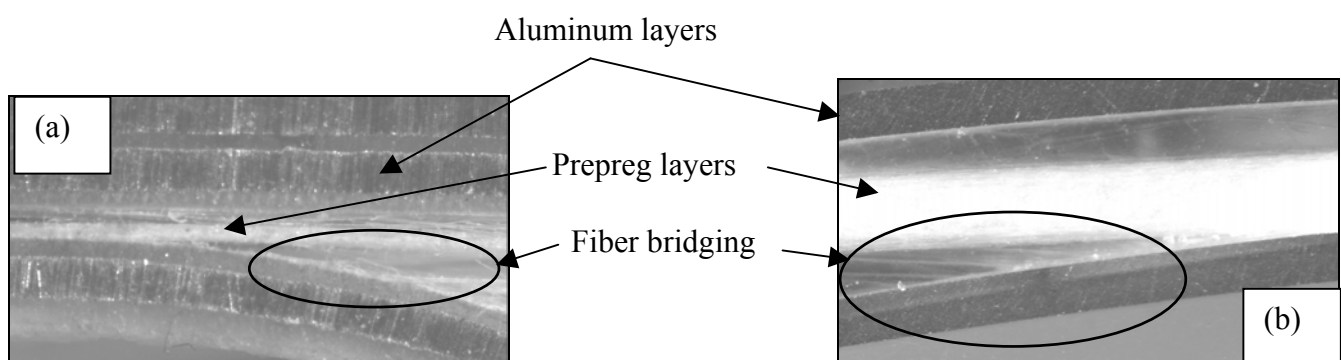 Aluminum layers
(a)
Prepreg layers
Fiber bridging
(b)